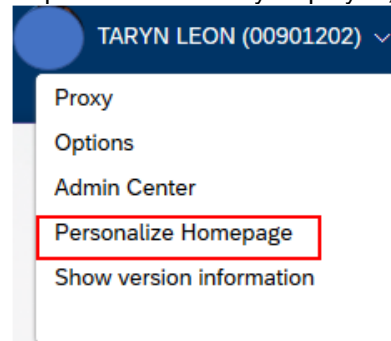 TARYN LEON (00901202)
Proxy
Options
Admin Center
Personalize Homepage
Show version information